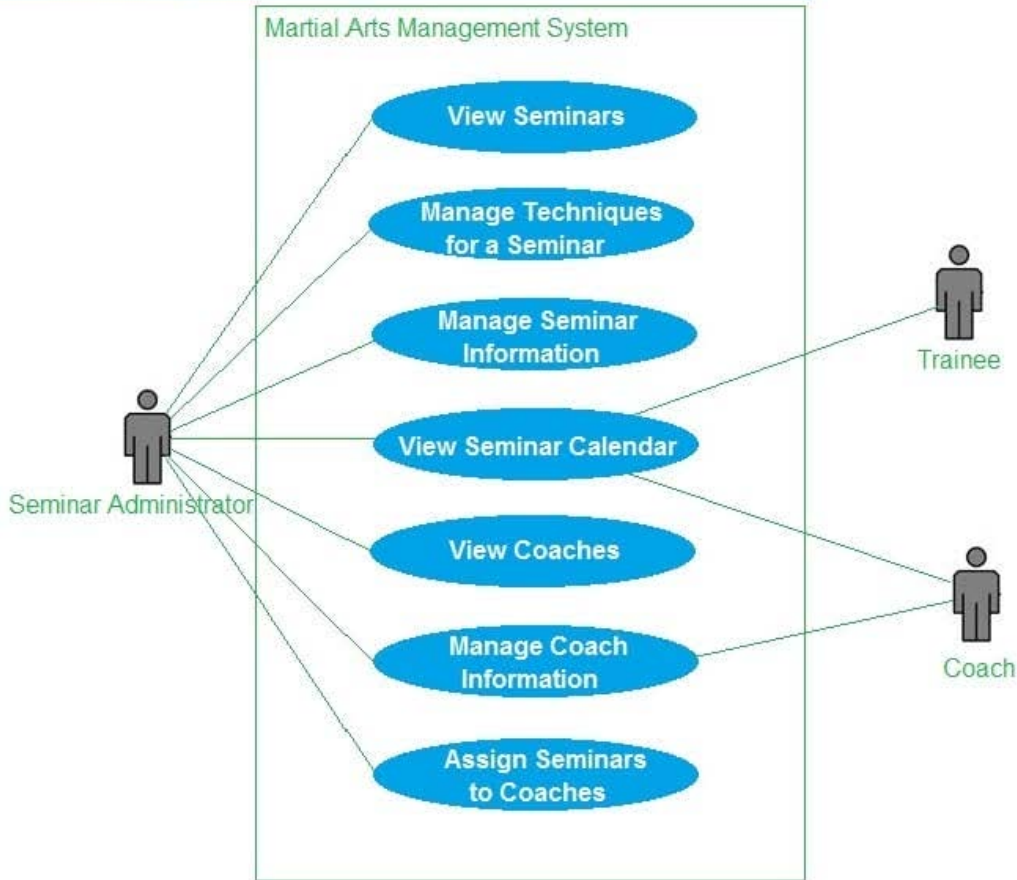 Martial Arts Management System
View Seminars
Manage Techniques
for a Seminar
Manage Seminar
Information
Trainee
View Seminar Calendar
Seminar Administrator
View Coaches
Manage Coach
Information
Coach
Assign Seminars
to Coaches